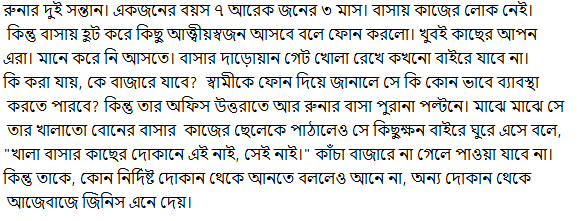 রুনার দুই সন্তান। একজনের বয়স ৭ আরেক জনের ৩ মাস। বাসায় কাজের লোক নেই।
কিন্তু বাসায় হুট করে কিছু আত্মীয়স্বজন আসবে বলে ফোন করলো। খুবই কাছের আপন
এরা। মানে করে নি আসতে। বাসার দাড়োয়ান গেট খোলা রেখে কখনো বাইরে যাবে না।
কি করা যায়, কে বাজারে যাবে? স্বামীকে ফোন দিয়ে জানালে সে কি কোন ভাবে ব্যাবস্থা
করতে পারবে? কিন্তু তার অফিস উত্তরাতে আর রুনার বাসা পুরানা পল্টনে। মাঝে মাঝে সে
তার খালাতো বোনের বাসার কাজের ছেলেকে পাঠালেও সে কিছুক্ষন বাইরে ঘুরে এসে বলে,
"খালা বাসার কাছের দোকানে এই নাই, সেই নাই।" কাঁচা বাজারে না গেলে পাওয়া যাবে না।
কিন্তু তাকে, কোন নির্দিষ্ট দোকান থেকে আনতে বললেও আনে না, অন্য দোকান থেকে
আজেবাজে জিনিস এনে দেয়।